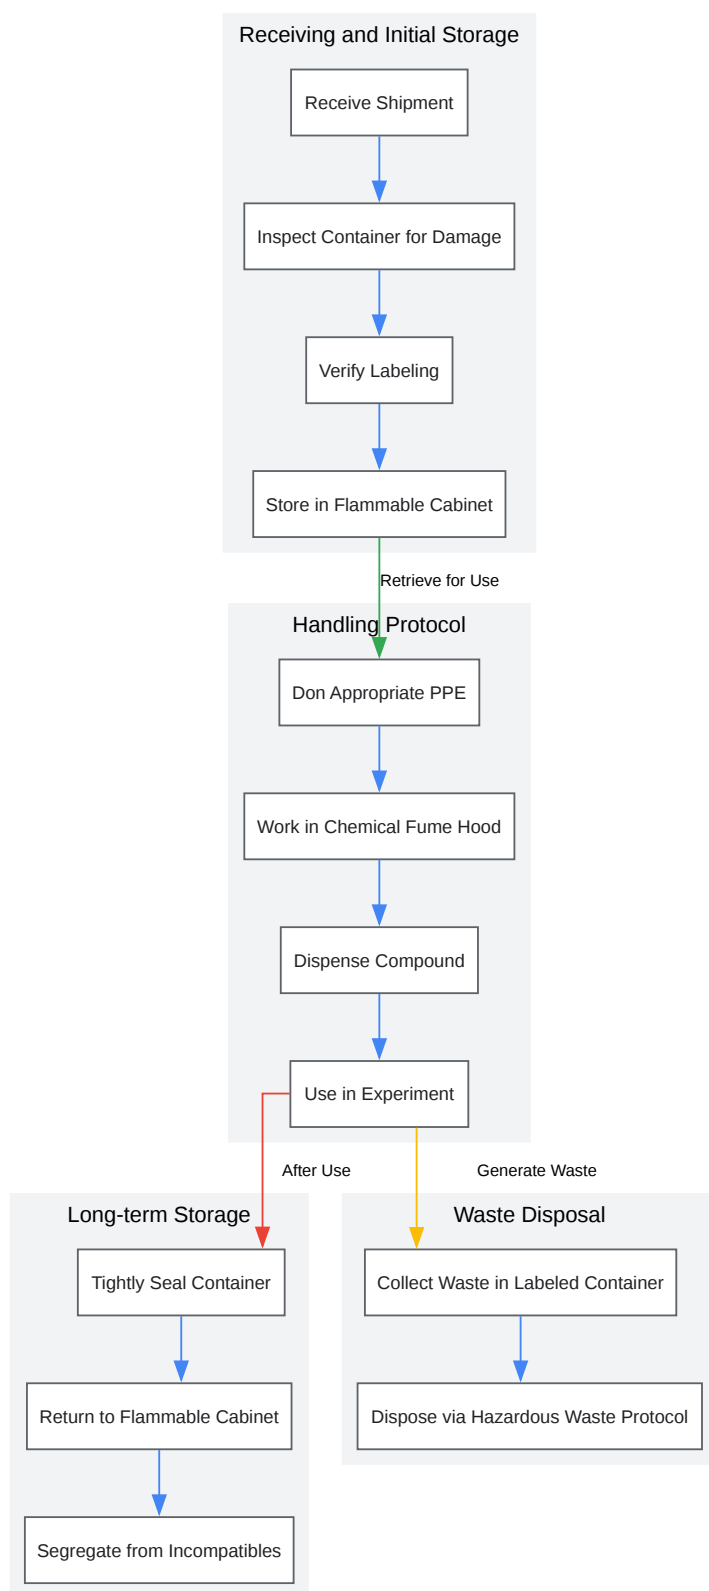 Receiving and Initial Storage
Receive Shipment
Inspect Container for Damage
Verify Labeling
Store in Flammable Cabinet
Retrieve for Use
Handling Protocol
Don Appropriate PPE
Work in Chemical Fume Hood
Dispense Compound
Use in Experiment
After Use
Generate Waste
Long-term Storage
Tightly Seal Container
Return to Flammable Cabinet
Segregate from Incompatibles
Waste Disposal
Collect Waste in Labeled Container
Dispose via Hazardous Waste Protocol